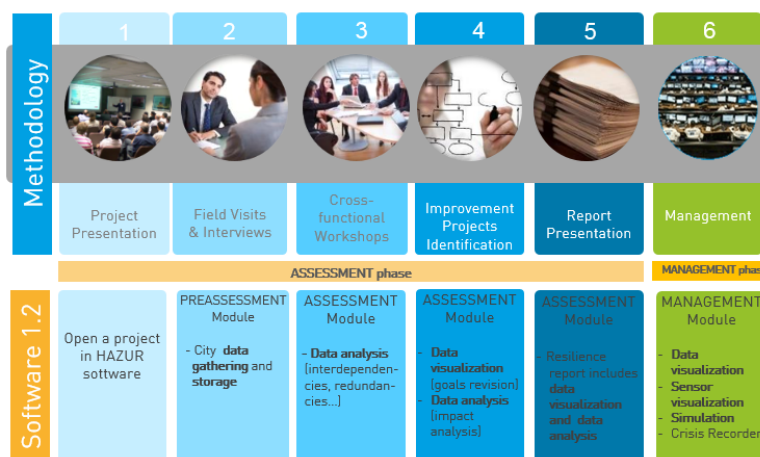 1
2
3
4
5
6
Methodology
Project
Presentation
Field Visits
& Interviews
Cross-
functional
Workshops
Improvement
Projects
Identification
Report
Presentation
Management
ASSESSMENT phase
MANAGEMENT phase
Software 1.2
Open a project
in HAZUR
sottware
PREASSESSMENT
Module
- City data
gathering and
storage
ASSESSMENT
Module
- Data analysis
[interdependen-
cies, redundan-
cies...]
ASSESSMENT
Module
- Data
visualization
[goals revision]
- Data analysis
[impact
analysis]
ASSESSMENT
Module
- Resilience
report includes
data
visualization
and data
analysis
MANAGEMENT
Module
- Data
visualization
- Sensor
visualization
- Simulation
- Crisis Recorder